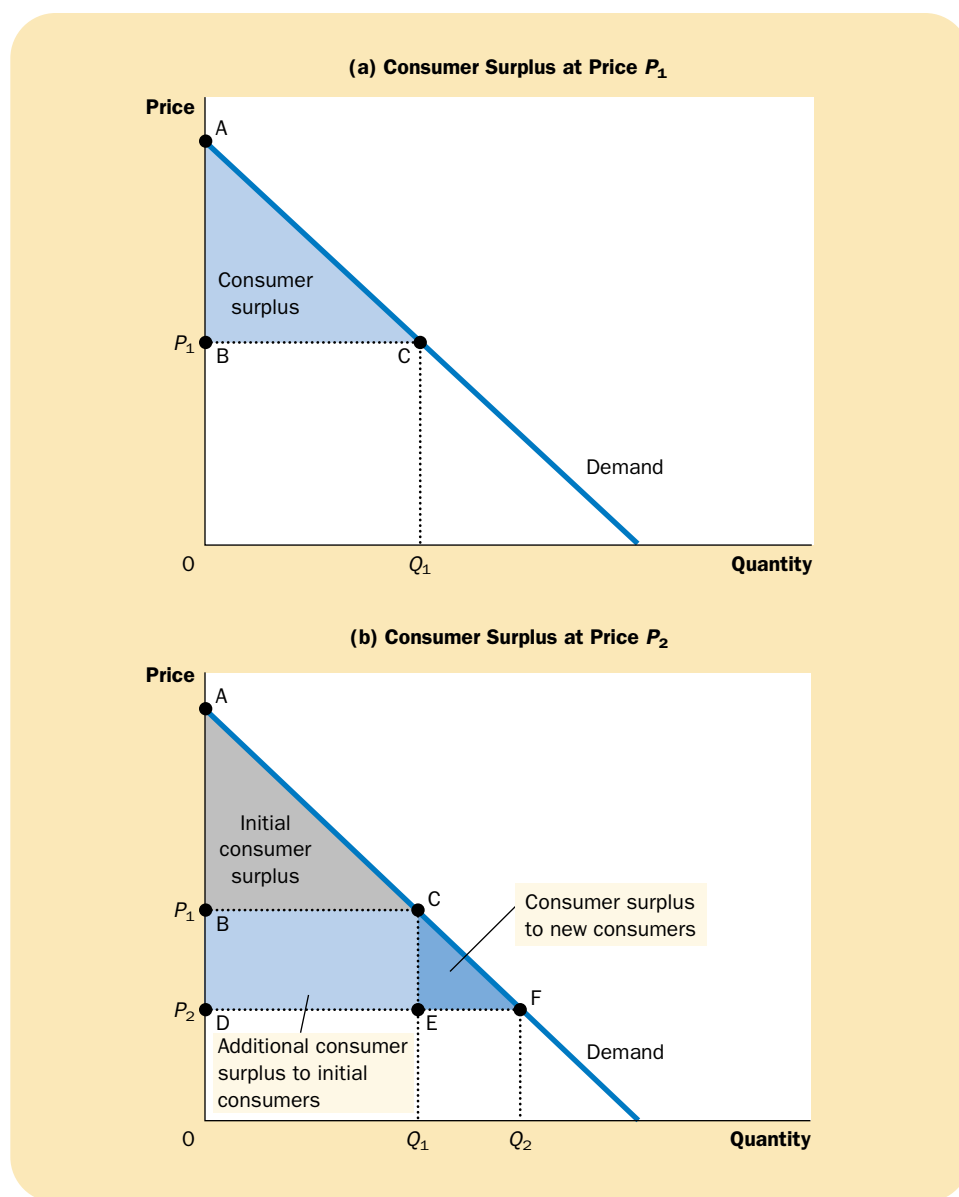 (a) Consumer Surplus at Price P₁
Price
A
Consumer
surplus
P₁
B
C
Demand
0
Q₁
Quantity
(b) Consumer Surplus at Price P₂
Price
A
Initial
consumer
surplus
C
Consumer surplus
to new consumers
P₁
B
F
P₂
D
E
Additional consumer
surplus to initial
consumers
Demand
0
Q₁
Q₂
Quantity